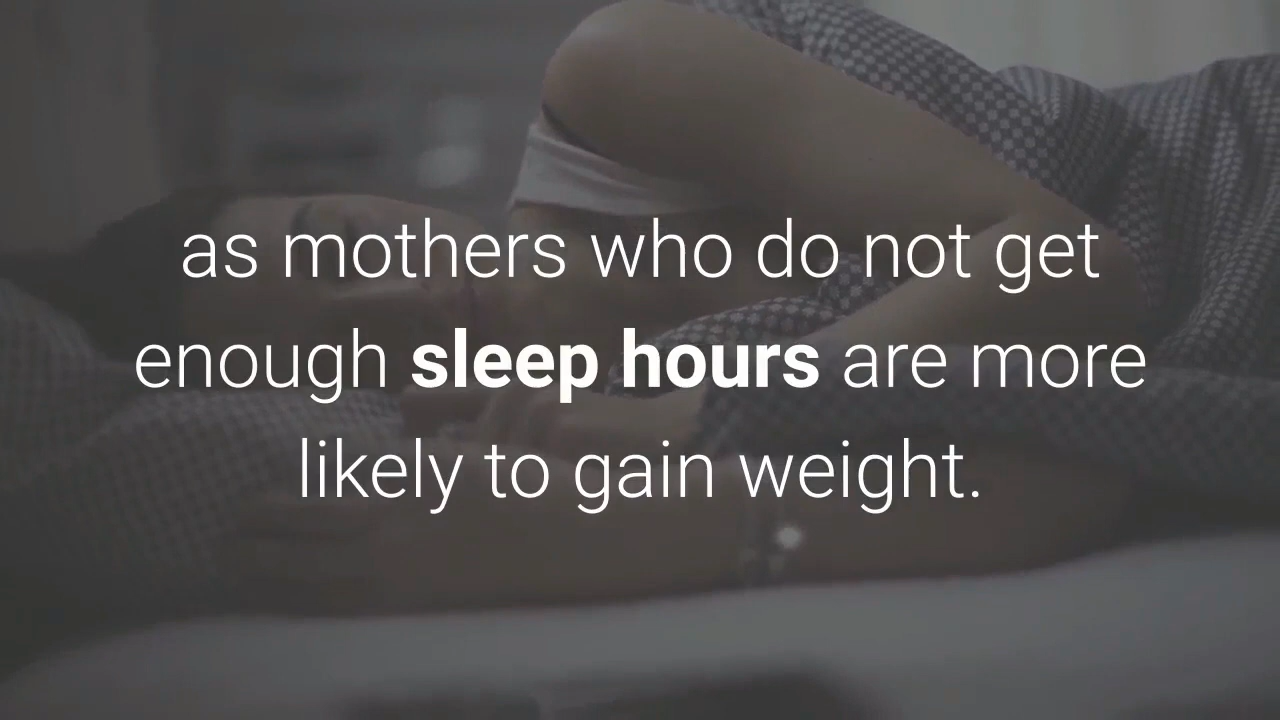 as mothers who do not get
enough sleep hours are more
likely to gain weight.